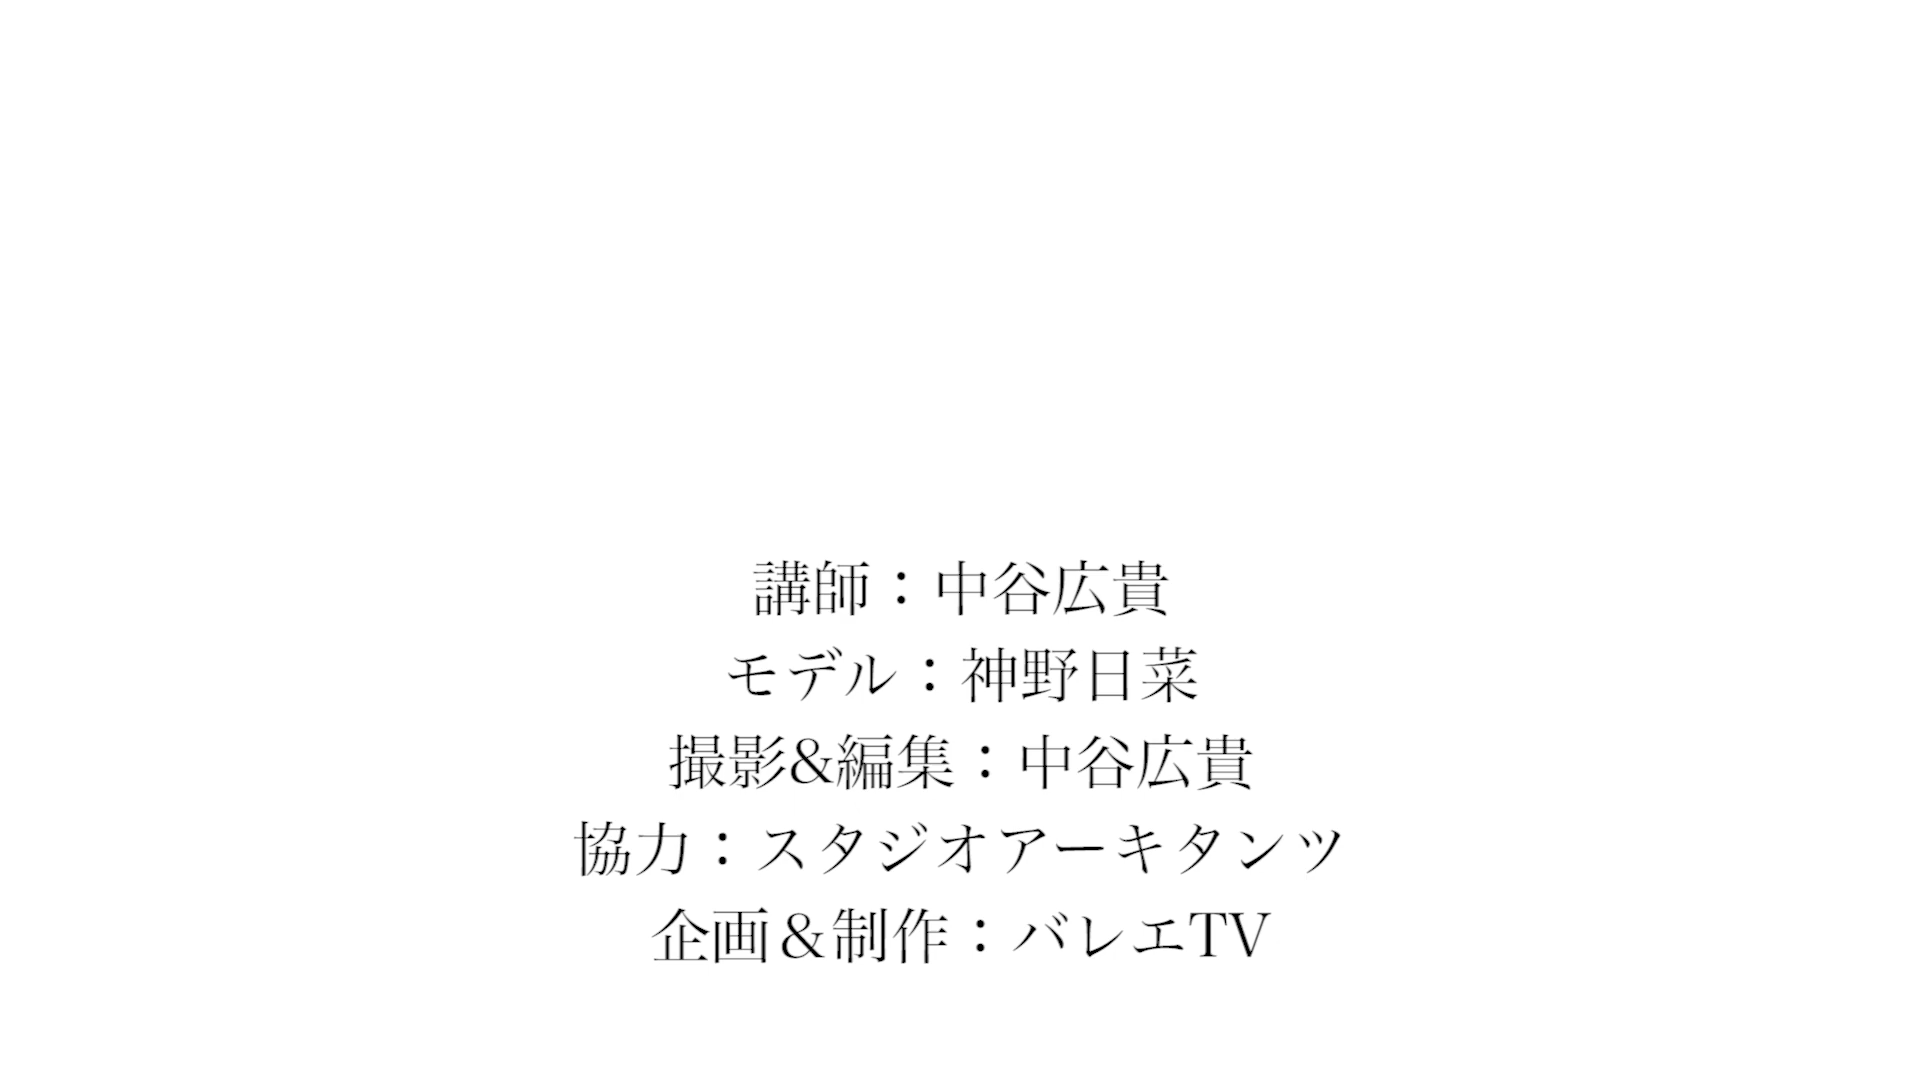 講師：中谷広貴
モデル：神野日菜
撮影&編集：中谷広貴
協力：スタジオアーキタンツ
企画＆制作：バレエTV